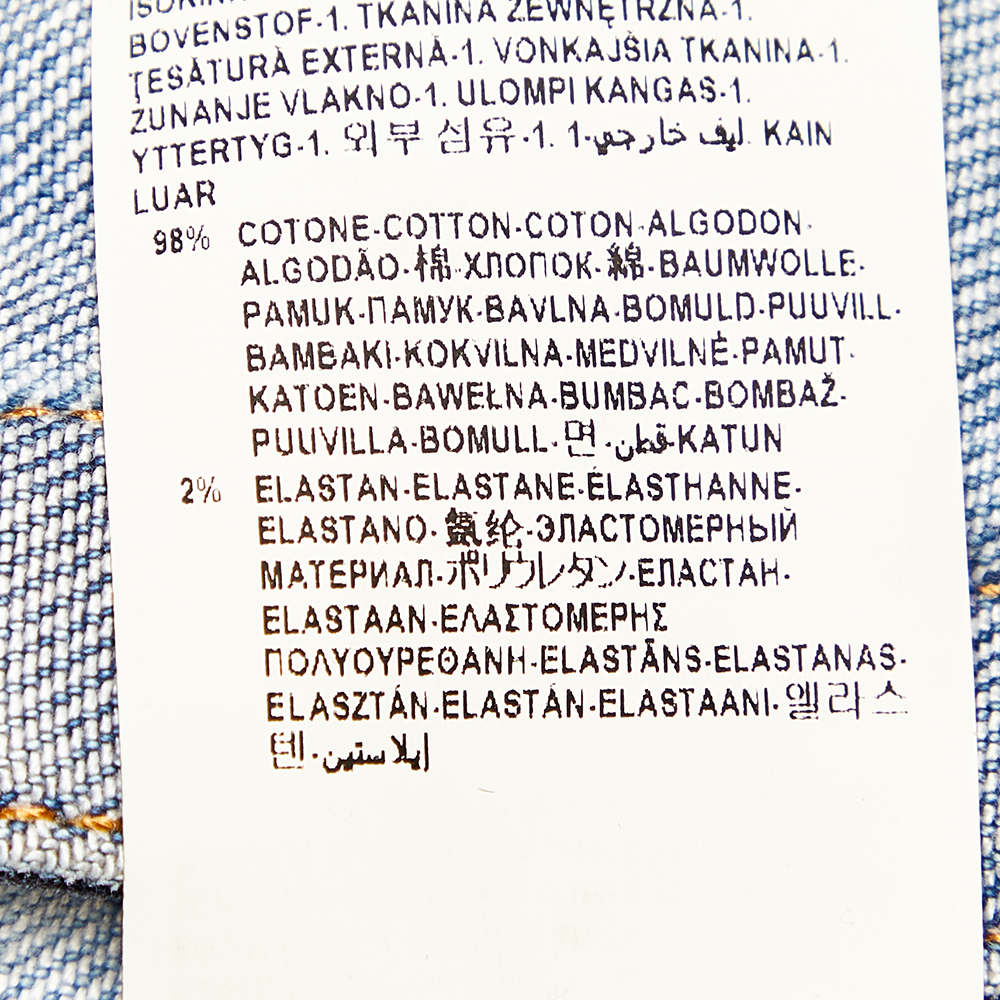 BOVENSTOF-1. TKANINA ZEWNĘTRZNA-1.
ȚESĂTURĂ EXTERNĂ-1. VONKAJŠIA TKANINA-1.
ZUNANJE VLAKNO-1. ULOMPI KANGAS-1.
YTTERTYG-1. 외부 섬유-1. 1-ليف خارجي. KAIN
LUAR
98% COTONE-COTTON-COTON-ALGODON-
ALGODÃO-棉-ХЛОПОК-綿-BAUMWOLLE-
PAMUK-ПАМУК-BAVLNA-BOMULD-PUUVILL-
BAMBAKI-KOKVILNA-MEDVILNĖ-PAMUT-
KATOEN-BAWEŁNA-BUMBAC-BOMBAŽ-
PUUVILLA-BOMULL-면-قطن-KATUN
2% ELASTAN-ELASTANE-ÉLASTHANNE-
ELASTANO-氨纶-ЭЛАСТОМЕРНЫЙ
МАТЕРИАЛ-ポリウレタン-ЕЛАСТАН-
ELASTAAN-ΕΛΑΣΤΟΜΕΡΗΣ
ΠΟΛΥΟΥΡΕΘΑΝΗ-ELASTĀNS-ELASTANAS-
ELASZTÁN-ELASTÁN-ELASTAANI-엘라스
텐-إيلاستين